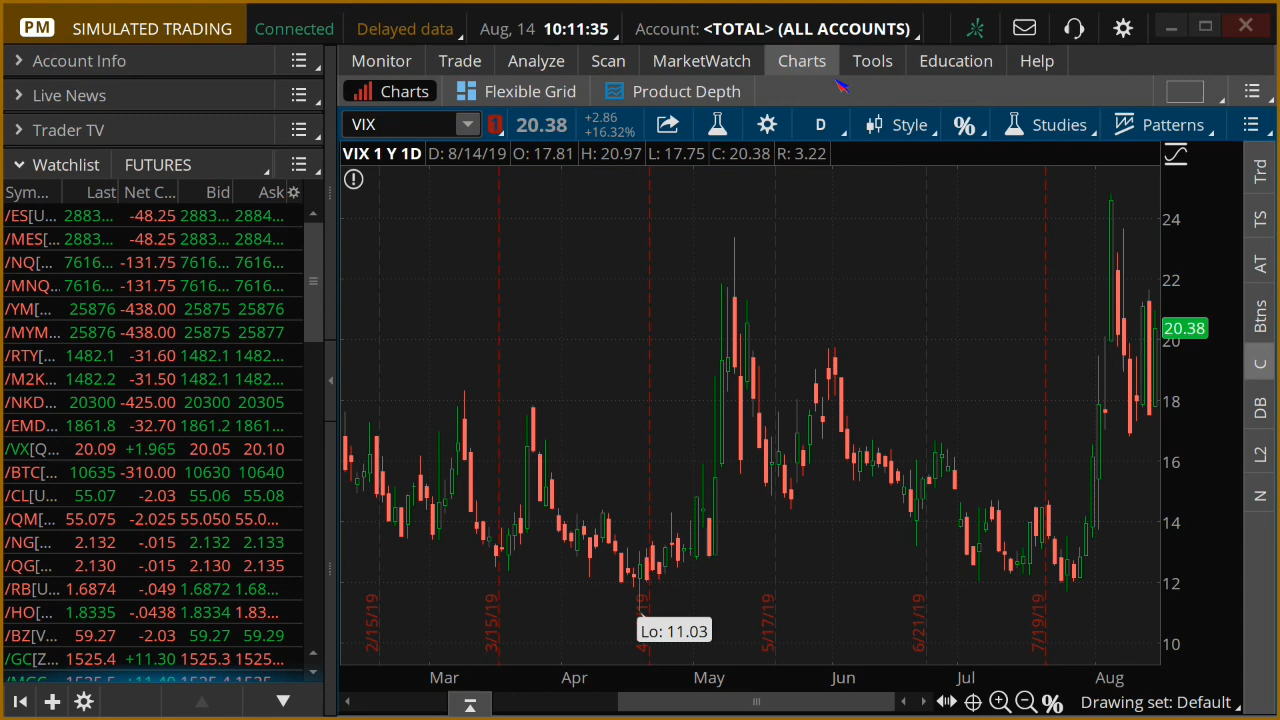 PM SIMULATED TRADING Connected Delayed data Aug, 14 10:11:35 Account: <TOTAL> (ALL ACCOUNTS)
Account Info
Live News
Trader TV
Watchlist FUTURES
Sym... Last Net C... Bid Ask
/ES[U... 2883... -48.25 2883... 2884...
/MES[... 2883... -48.25 2883... 2884...
/NQ[... 7616... -131.75 7616... 7616...
/MNQ... 7616... -131.75 7616... 7616...
/YM[... 25876 -438.00 25875 25876
/MYM... 25876 -438.00 25875 25877
/RTY[... 1482.1 -31.60 1482.1 1482...
/M2K... 1482.2 -31.50 1482.1 1482...
/NKD... 20300 -425.00 20300 20305
/EMD... 1861.8 -32.70 1861.2 1861...
/VX[Q... 20.09 +1.965 20.05 20.10
/BTC[... 10635 -310.00 10630 10640
/CL[U... 55.07 -2.03 55.06 55.08
/QM[... 55.075 -2.025 55.050 55.0...
/NG[... 2.132 -.015 2.132 2.133
/QG[... 2.130 -.015 2.130 2.135
/RB[U... 1.6874 -.049 1.6872 1.68...
/HO[... 1.8335 -.0438 1.8334 1.83...
/BZ[V... 59.27 -2.03 59.27 59.29
/GC[Z... 1525.4 +11.30 1525.3 1525...
Monitor Trade Analyze Scan MarketWatch Charts Tools Education Help
Charts Flexible Grid Product Depth
VIX 1 20.38 +2.86 +16.32% D Style % Studies Patterns
VIX 1 Y 1D D: 8/14/19 O: 17.81 H: 20.97 L: 17.75 C: 20.38 R: 3.22
24
22
20.38
20
18
16
14
12
10
Lo: 11.03
2/15/19 3/15/19 5/17/19 6/21/19 7/19/19
Mar Apr May Jun Jul Aug
% Drawing set: Default
Trd
TS
AT
Btns
C
DB
L2
N